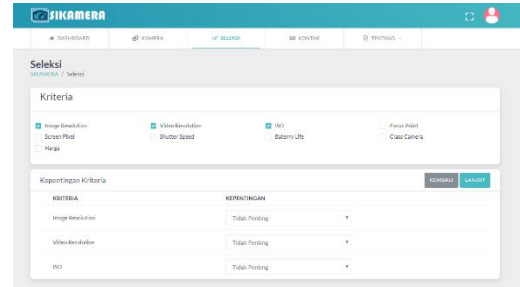 SIKAMERA
DASHBOARD KAMERA SELEKSI KONTAK TENTANG
Seleksi
SIKAMERA / Seleksi
Kriteria
Image Resolution Video Resolution ISO Focus Point
Screen Pixel Shutter Speed Baterry Life Class Camera
Harga
Kepentingan Kriteria KEMBALI LANJUT
KRITERIA KEPENTINGAN
Image Resolution Tidak Penting
Video Resolution Tidak Penting
ISO Tidak Penting